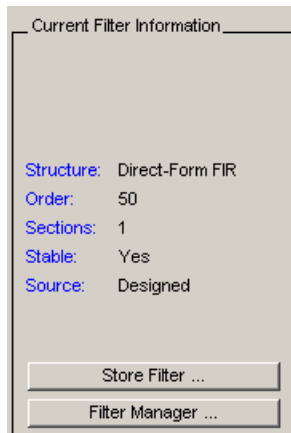 Current Filter Information
Structure: Direct-Form FIR
Order: 50
Sections: 1
Stable: Yes
Source: Designed
Store Filter ...
Filter Manager ...